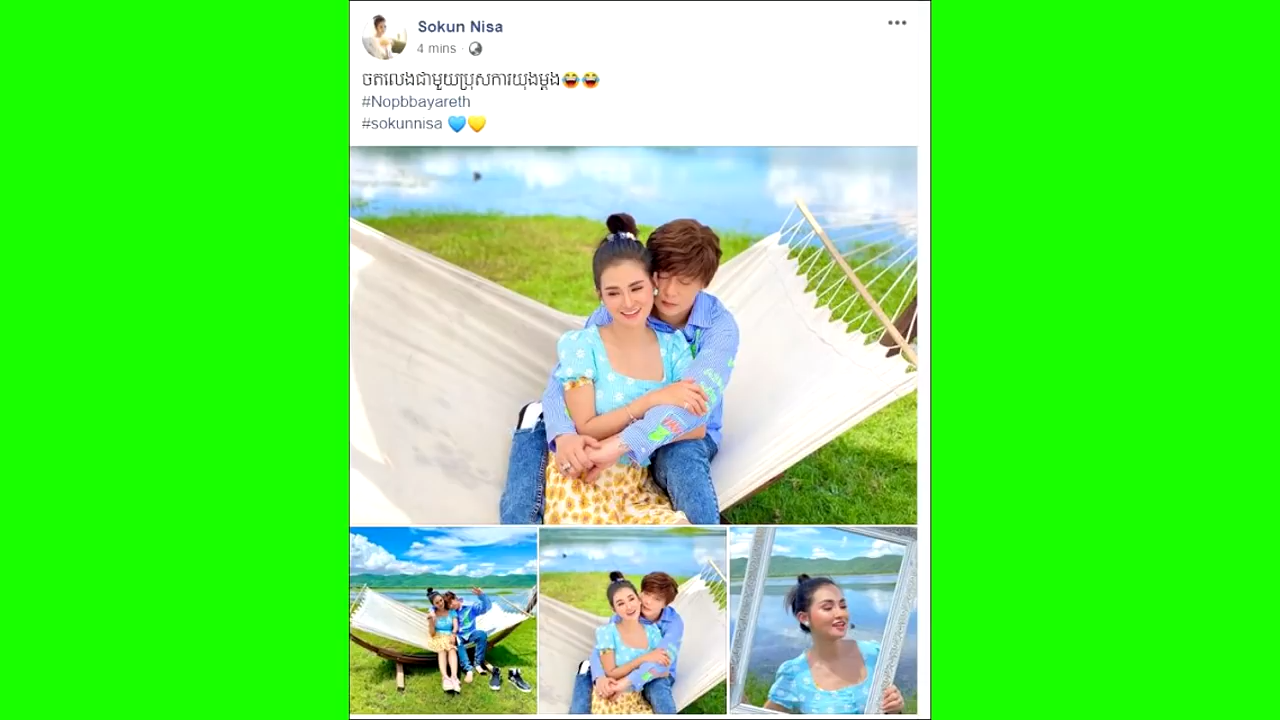 Sokun Nisa
4 mins ·
ចតលេងជាមួយប្រុសការយុងម្តង😂😂
#Nopbbayareth
#sokunnisa 💙💛